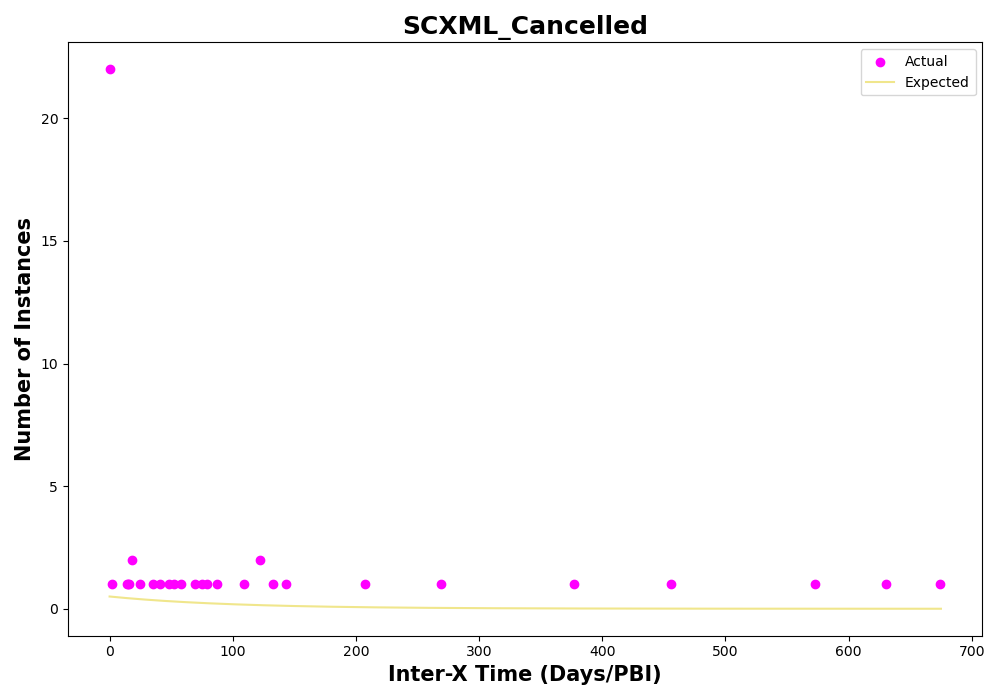 SCXML_Cancelled
Actual
Expected
Number of Instances
20
15
10
5
0
0 100 200 300 400 500 600 700
Inter-X Time (Days/PBI)